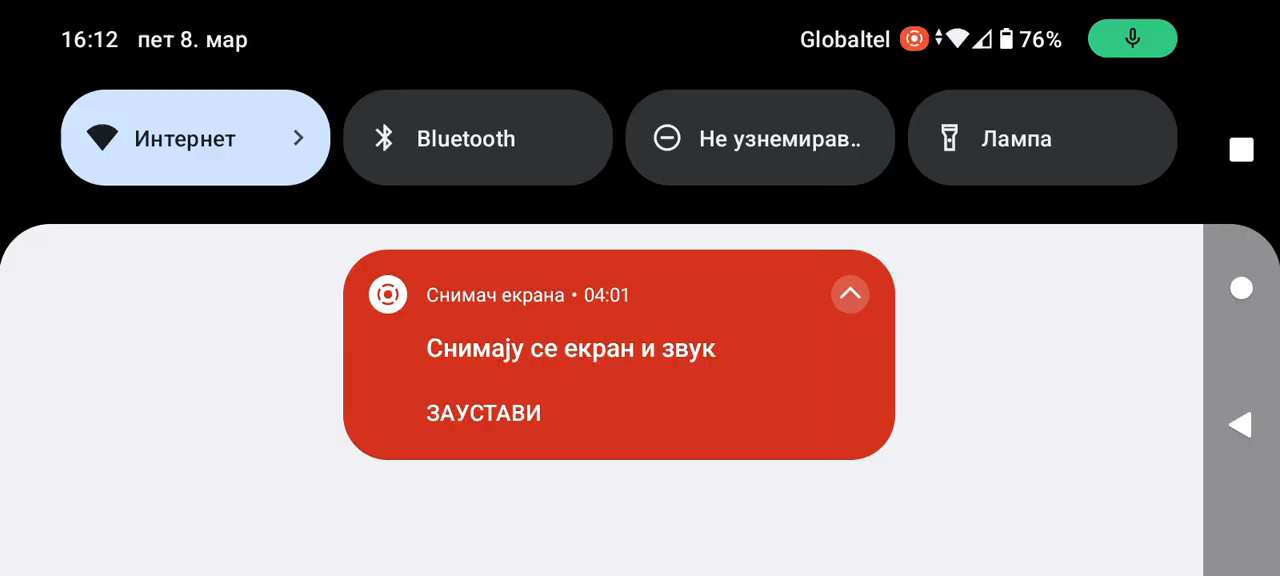 16:12 пет 8. мар
Globaltel 76%
Интернет
Bluetooth
Не узнемирав..
Лампа
Снимач екрана • 04:01
Снимају се екран и звук
ЗАУСТАВИ